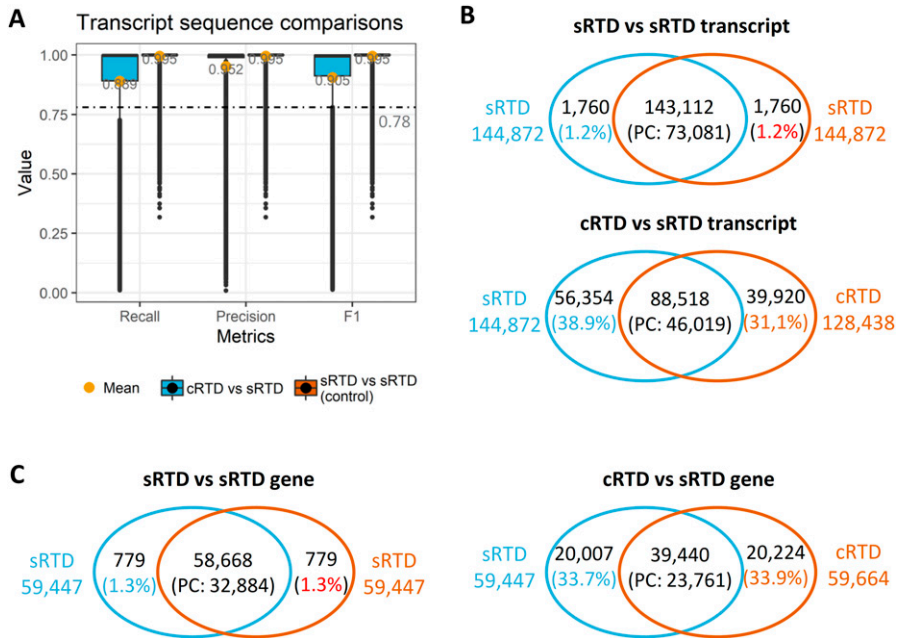 A
Transcript sequence comparisons
1.00
0.75
0.50
0.25
0.00
Value
0.889
0.995
0.952
0.995
0.905
0.995
0.78
Recall
Precision
F1
Metrics
Mean
cRTD vs sRTD
sRTD vs sRTD
(control)
B
sRTD vs sRTD transcript
sRTD
144,872
1,760
(1.2%)
143,112
(PC: 73,081)
1,760
(1.2%)
sRTD
144,872
cRTD vs sRTD transcript
sRTD
144,872
56,354
(38.9%)
88,518
(PC: 46,019)
39,920
(31,1%)
cRTD
128,438
C
sRTD vs sRTD gene
sRTD
59,447
779
(1.3%)
58,668
(PC: 32,884)
779
(1.3%)
sRTD
59,447
cRTD vs sRTD gene
sRTD
59,447
20,007
(33.7%)
39,440
(PC: 23,761)
20,224
(33.9%)
cRTD
59,664